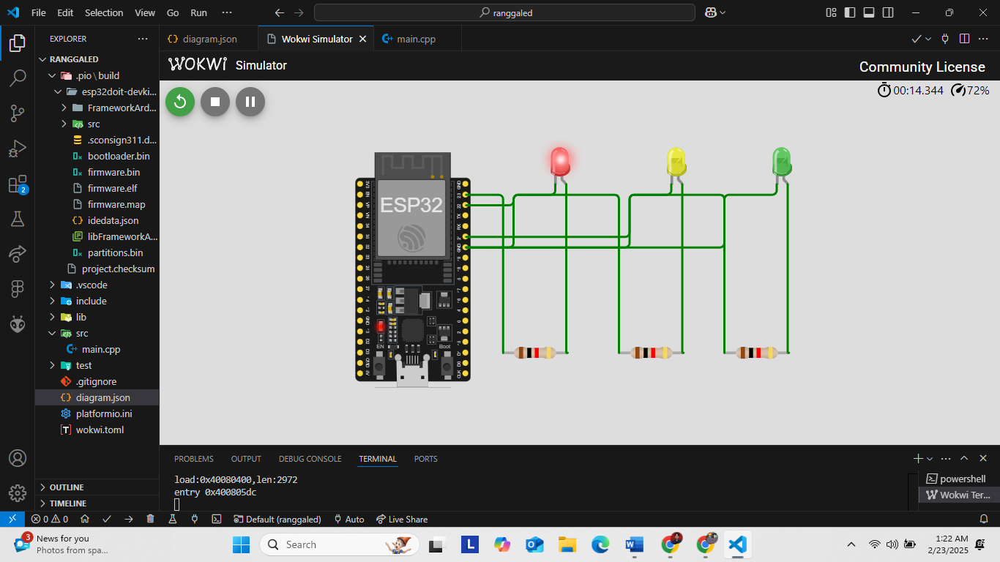 File Edit Selection View Go Run ···
ranggaled
EXPLORER ···
RANGGALED
.pio \ build
esp32doit-devki...
FrameworkArd...
src
.sconsign311.d...
bootloader.bin
firmware.bin
firmware.elf
firmware.map
idedata.json
libFrameworkA...
partitions.bin
project.checksum
.vscode
include
lib
src
main.cpp
test
.gitignore
diagram.json
platformio.ini
wokwi.toml
OUTLINE
TIMELINE
2
diagram.json
Wokwi Simulator
main.cpp
WOKWi Simulator
Community License
00:14.344 72%
ESP32
EN
Boot
PROBLEMS OUTPUT DEBUG CONSOLE TERMINAL PORTS
load:0x40080400,len:2972
entry 0x400805dc
powershell
Wokwi Ter...
0 0 Default (ranggaled) Auto Live Share
3
News for you
Photos from spa...
Search
L
1:22 AM
2/23/2025